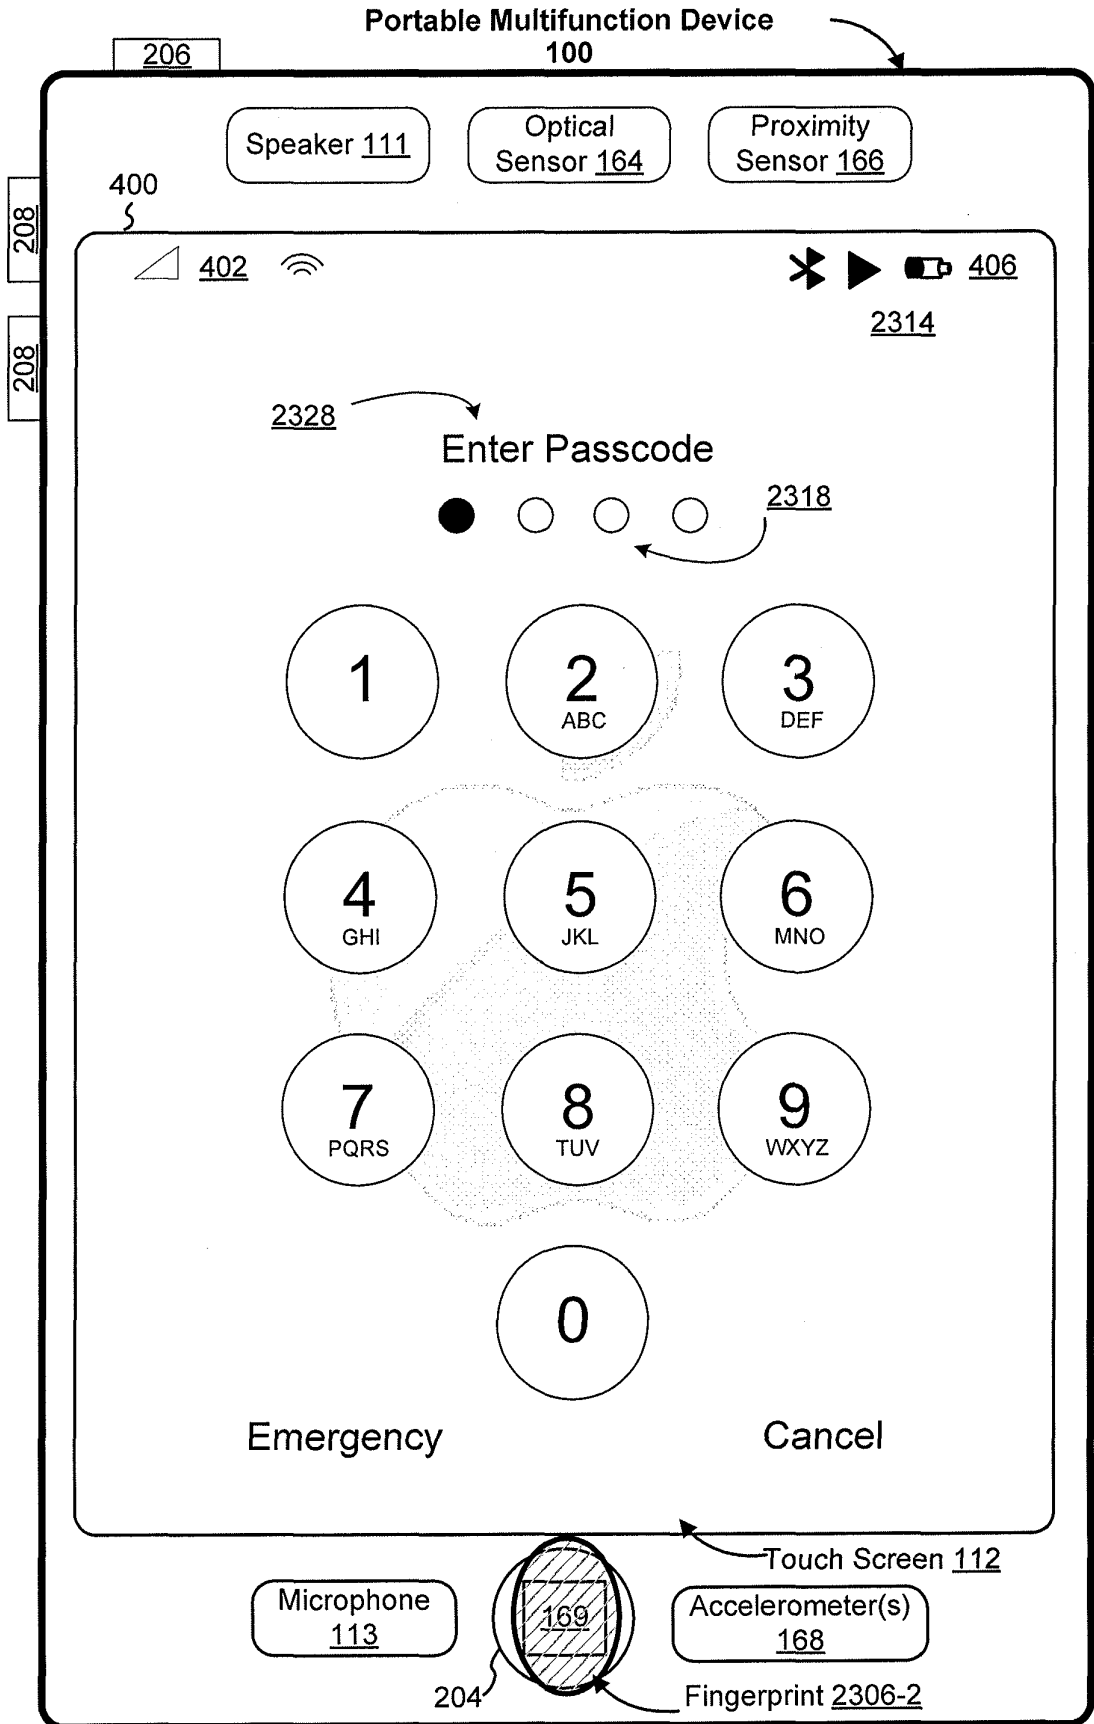 Portable Multifunction Device
100
206
Speaker 111
Optical
Sensor 164
Proximity
Sensor 166
400
208
402
406
2314
208
2328
Enter Passcode
2318
1
2
ABC
3
DEF
4
GHI
5
JKL
6
MNO
7
PQRS
8
TUV
9
WXYZ
0
Emergency
Cancel
Touch Screen 112
Microphone
113
169
Accelerometer(s)
168
204
Fingerprint 2306-2